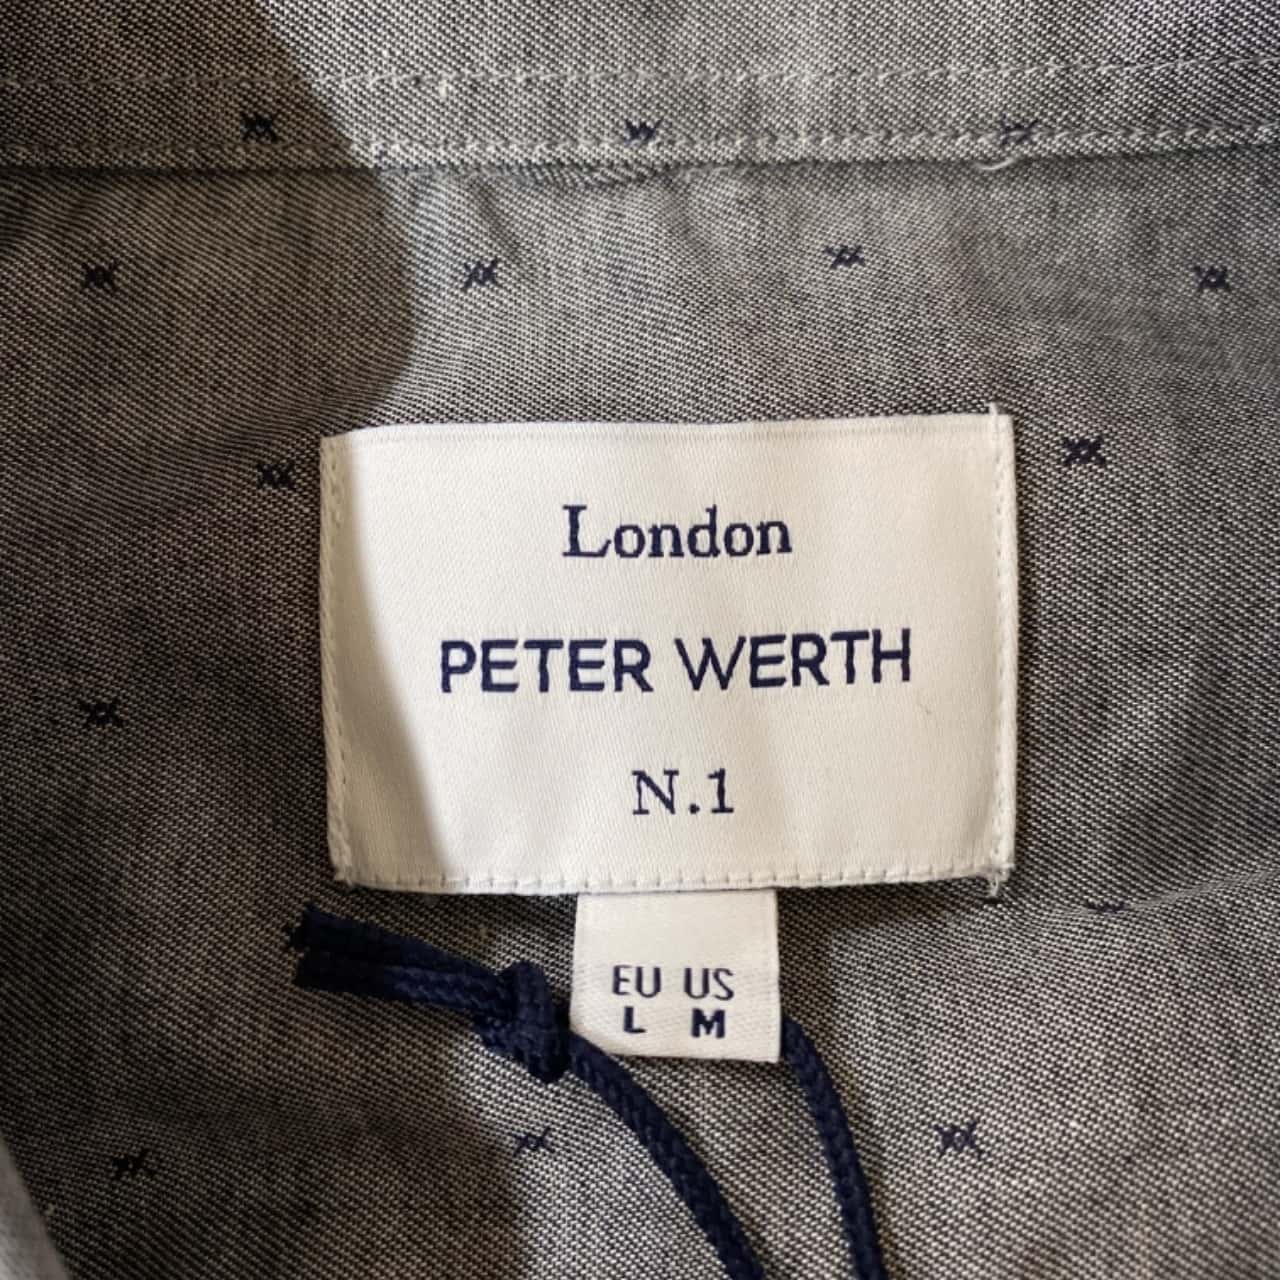 London
PETER WERTH
N.1
EU US
L M